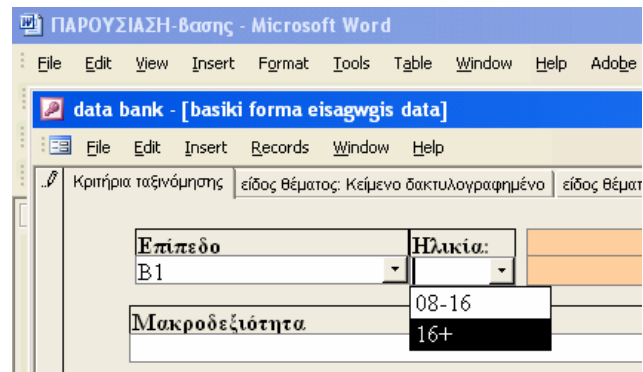 ΠΑΡΟΥΣΙΑΣΗ-βασης - Microsoft Word
File Edit View Insert Format Tools Table Window Help Adobe
data bank - [basiki forma eisagwgis data]
File Edit Insert Records Window Help
Κριτήρια ταξινόμησης είδος θέματος: Κείμενο δακτυλογραφημένο είδος θέματ
Επίπεδο Ηλικία:
B1
08-16
Μακροδεξιότητα 16+